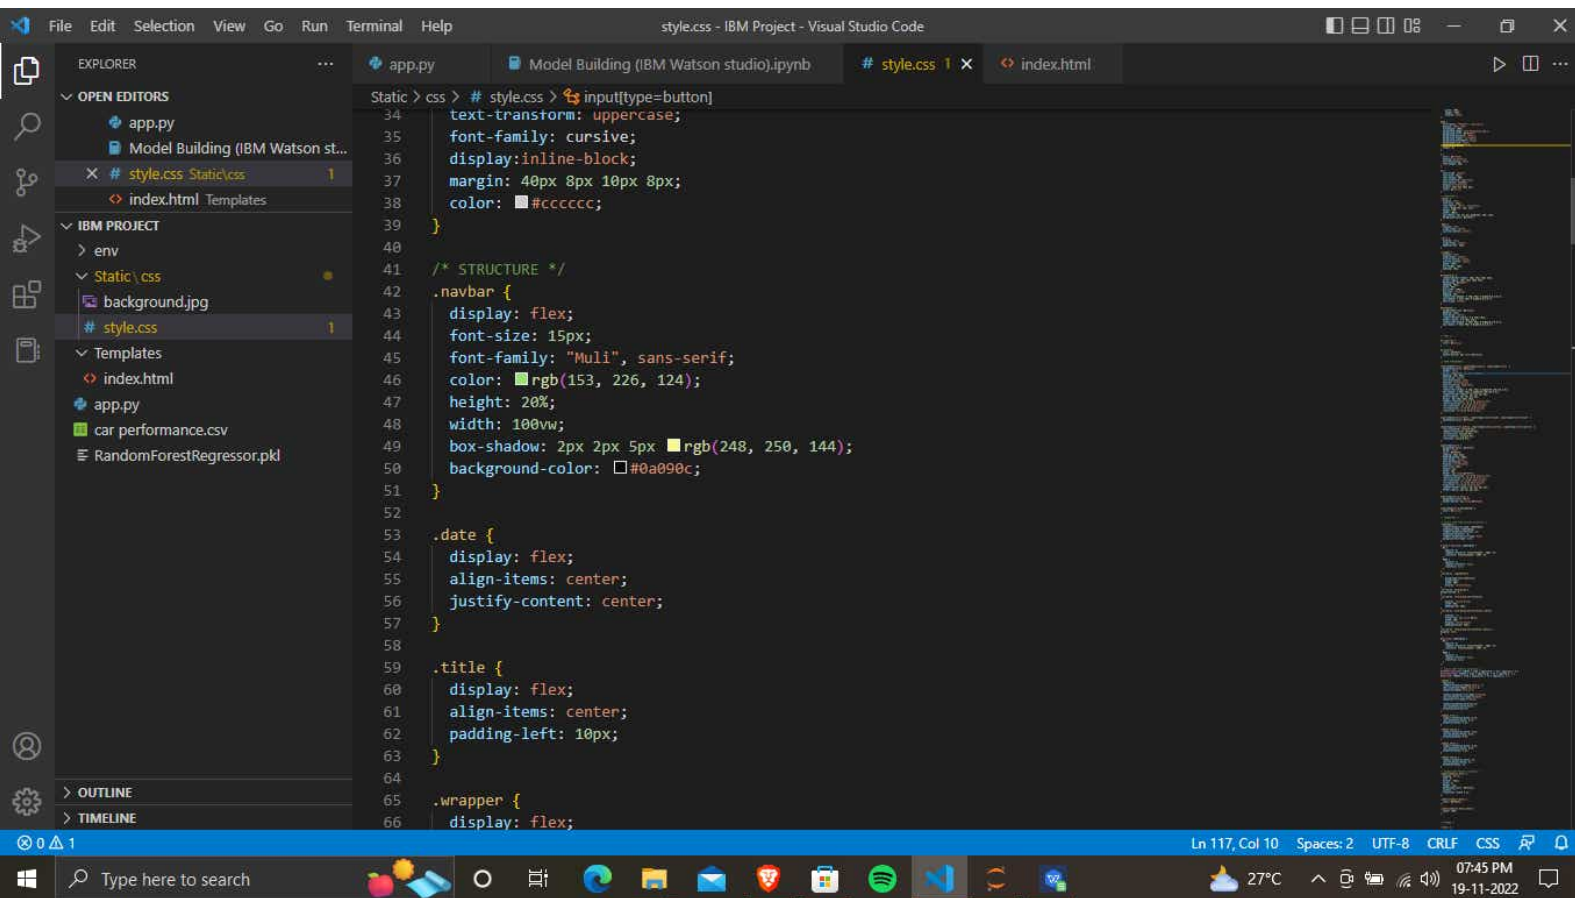 File Edit Selection View Go Run Terminal Help
style.css - IBM Project - Visual Studio Code
EXPLORER
OPEN EDITORS
app.py
Model Building (IBM Watson st...
# style.css Static\css 1
index.html Templates
IBM PROJECT
env
Static\css
background.jpg
# style.css 1
Templates
index.html
app.py
car performance.csv
RandomForestRegressor.pkl
OUTLINE
TIMELINE
app.py Model Building (IBM Watson studio).ipynb # style.css 1 index.html
Static > css > # style.css > input[type=button]
34 text-transform: uppercase;
35 font-family: cursive;
36 display:inline-block;
37 margin: 40px 8px 10px 8px;
38 color: #cccccc;
39 }
40
41 /* STRUCTURE */
42 .navbar {
43 display: flex;
44 font-size: 15px;
45 font-family: "Muli", sans-serif;
46 color: rgb(153, 226, 124);
47 height: 20%;
48 width: 100vw;
49 box-shadow: 2px 2px 5px rgb(248, 250, 144);
50 background-color: #0a090c;
51 }
52
53 .date {
54 display: flex;
55 align-items: center;
56 justify-content: center;
57 }
58
59 .title {
60 display: flex;
61 align-items: center;
62 padding-left: 10px;
63 }
64
65 .wrapper {
66 display: flex;
0 1 Ln 117, Col 10 Spaces: 2 UTF-8 CRLF CSS
Type here to search
27°C
07:45 PM
19-11-2022